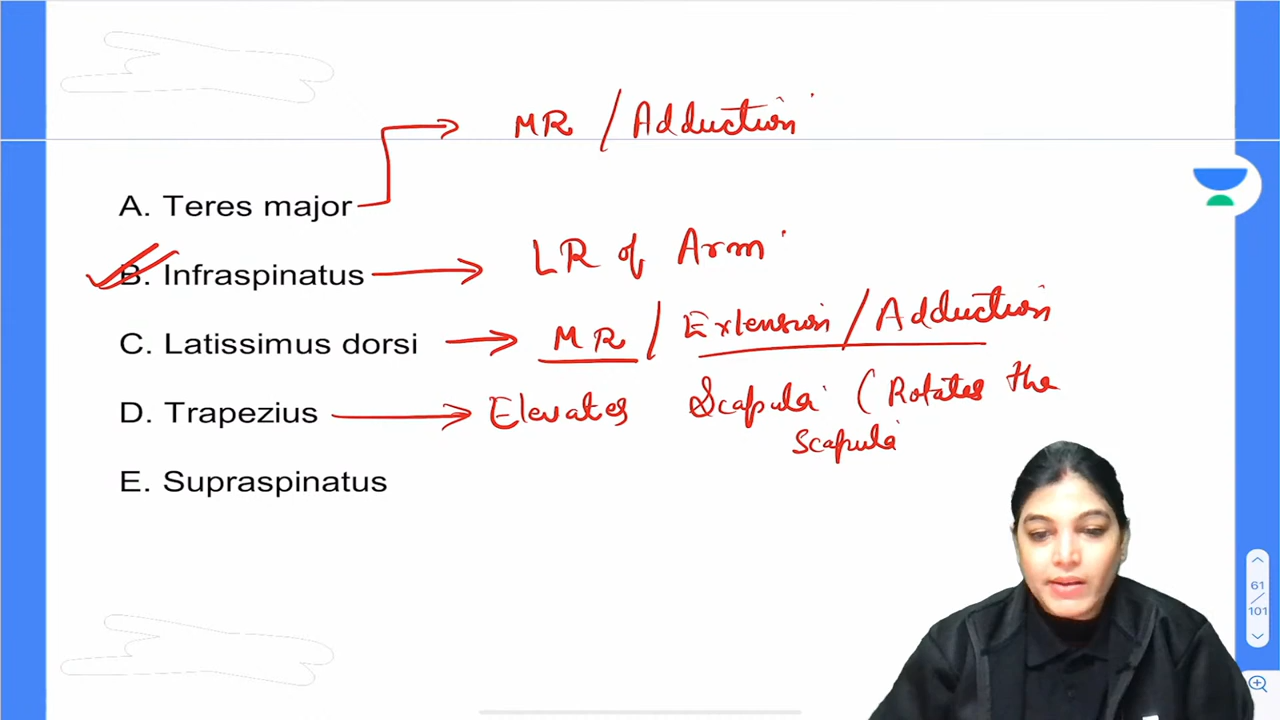 MR / Adduction
A. Teres major
B. Infraspinatus
LR of Arm
C. Latissimus dorsi
MR / Extension / Adduction
D. Trapezius
Elevates Scapula (Rotates the
scapula
E. Supraspinatus
61
/
101